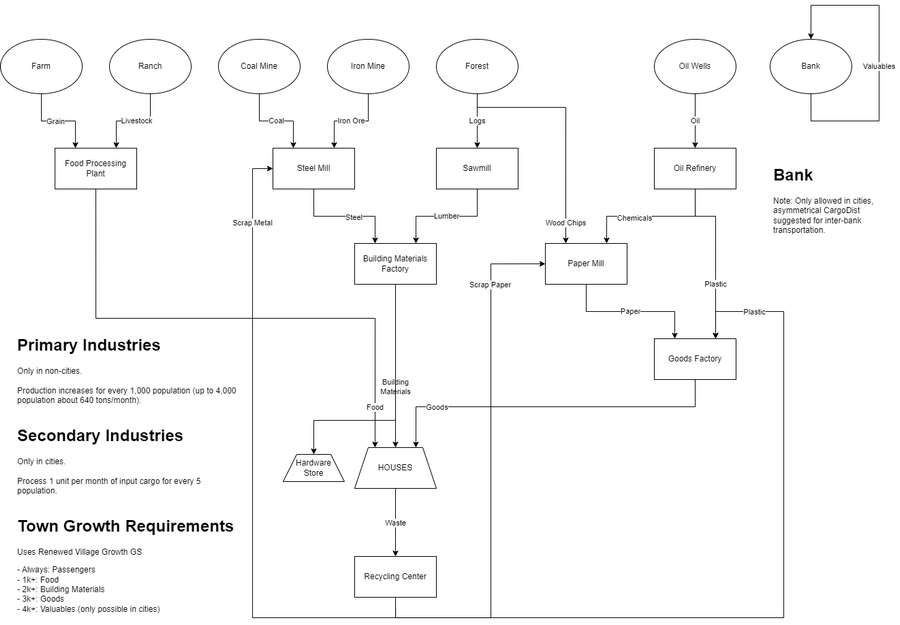 Farm
Ranch
Coal Mine
Iron Mine
Forest
Oil Wells
Bank
Valuables
Grain
Livestock
Coal
Iron Ore
Logs
Oil
Food Processing
Plant
Steel Mill
Sawmill
Oil Refinery
Bank
Note: Only allowed in cities,
asymmetrical CargoDist
suggested for inter-bank
transportation.
Scrap Metal
Steel
Lumber
Wood Chips
Chemicals
Building Materials
Factory
Paper Mill
Scrap Paper
Plastic
Paper
Plastic
Primary Industries
Only in non-cities.
Production increases for every 1,000 population (up to 4,000
population about 640 tons/month).
Goods Factory
Building
Materials
Food
Goods
Secondary Industries
Only in cities.
Process 1 unit per month of input cargo for every 5
population.
Hardware
Store
HOUSES
Town Growth Requirements
Uses Renewed Village Growth GS
- Always: Passengers
- 1k+: Food
- 2k+: Building Materials
- 3k+: Goods
- 4k+: Valuables (only possible in cities)
Waste
Recycling Center